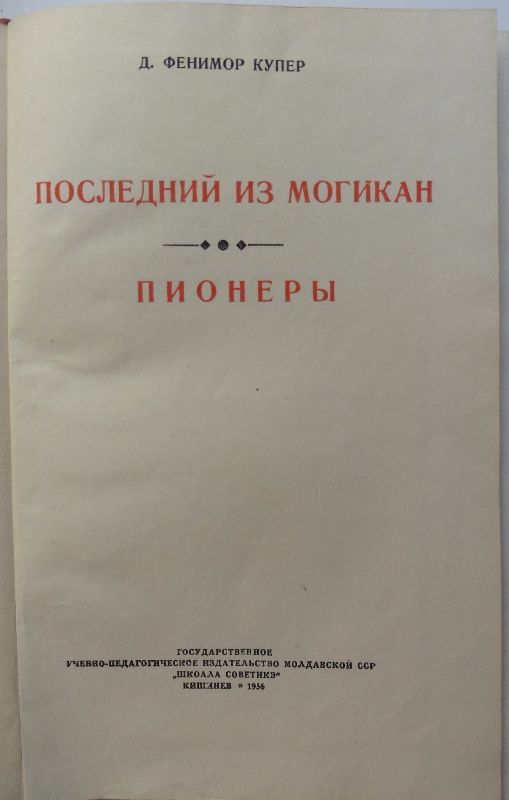 Д. ФЕНИМОР КУПЕР
ПОСЛЕДНИЙ ИЗ МОГИКАН
ПИОНЕРЫ
ГОСУДАРСТВЕННОЕ
УЧЕБНО-ПЕДАГОГИЧЕСКОЕ ИЗДАТЕЛЬСТВО МОЛДАВСКОЙ ССР
„ШКОАЛА СОВЕТИКЭ“
КИШИНЕВ * 1956